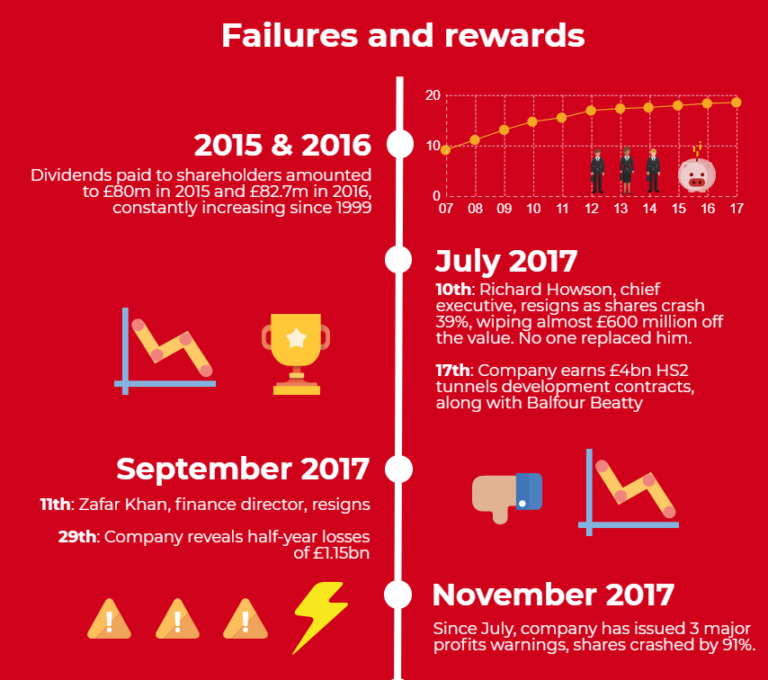 Failures and rewards
2015 & 2016
Dividends paid to shareholders amounted
to £80m in 2015 and £82.7m in 2016,
constantly increasing since 1999
20
10
0
07 08 09 10 11 12 13 14 15 16 17
July 2017
10th: Richard Howson, chief
executive, resigns as shares crash
39%, wiping almost £600 million off
the value. No one replaced him.
17th: Company earns £4bn HS2
tunnels development contracts,
along with Balfour Beatty
September 2017
11th: Zafar Khan, finance director, resigns
29th: Company reveals half-year losses
of £1.15bn
November 2017
Since July, company has issued 3 major
profits warnings, shares crashed by 91%.